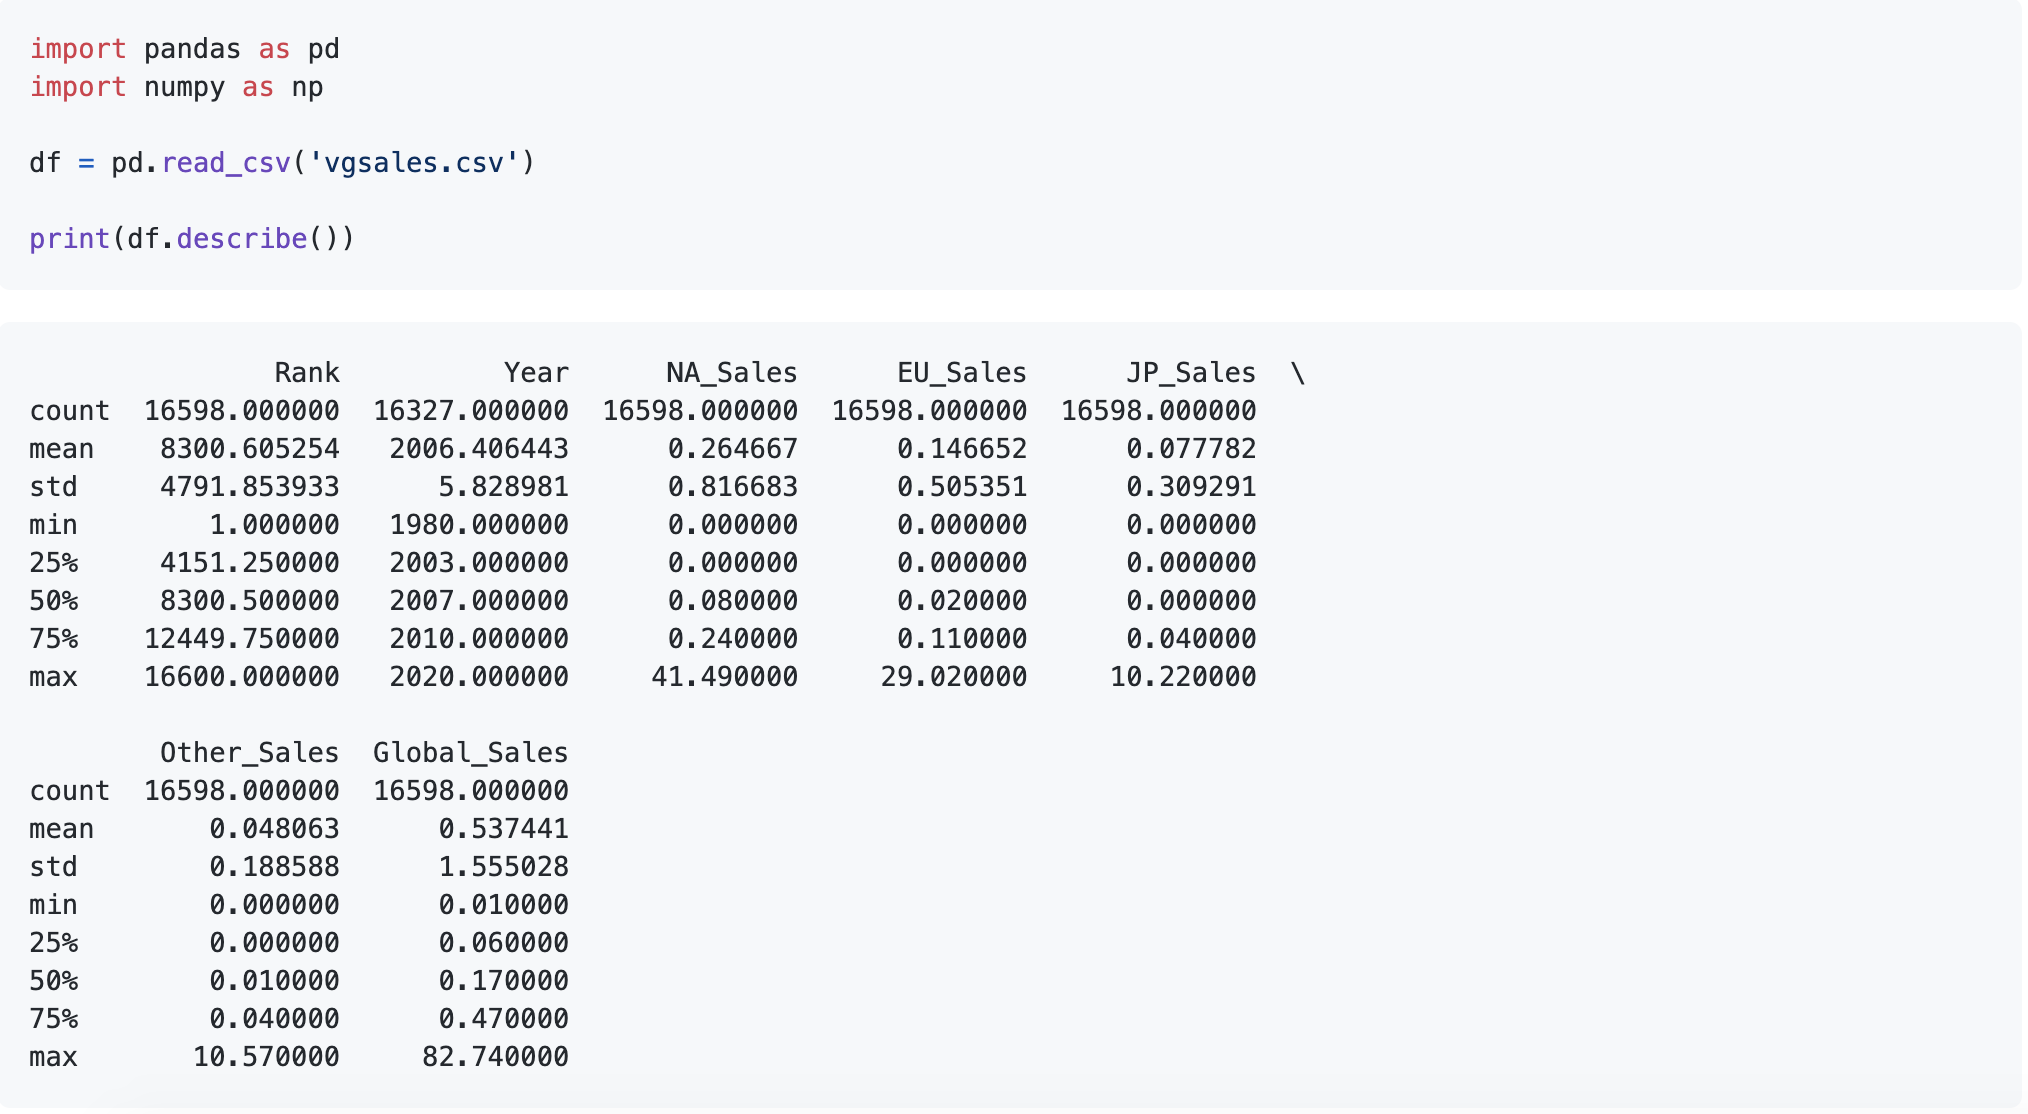 import pandas as pd
import numpy as np
df = pd.read_csv('vgsales.csv')
print(df.describe())
Rank Year NA_Sales EU_Sales JP_Sales \
count 16598.000000 16327.000000 16598.000000 16598.000000 16598.000000
mean 8300.605254 2006.406443 0.264667 0.146652 0.077782
std 4791.853933 5.828981 0.816683 0.505351 0.309291
min 1.000000 1980.000000 0.000000 0.000000 0.000000
25% 4151.250000 2003.000000 0.000000 0.000000 0.000000
50% 8300.500000 2007.000000 0.080000 0.020000 0.000000
75% 12449.750000 2010.000000 0.240000 0.110000 0.040000
max 16600.000000 2020.000000 41.490000 29.020000 10.220000
Other_Sales Global_Sales
count 16598.000000 16598.000000
mean 0.048063 0.537441
std 0.188588 1.555028
min 0.000000 0.010000
25% 0.000000 0.060000
50% 0.010000 0.170000
75% 0.040000 0.470000
max 10.570000 82.740000